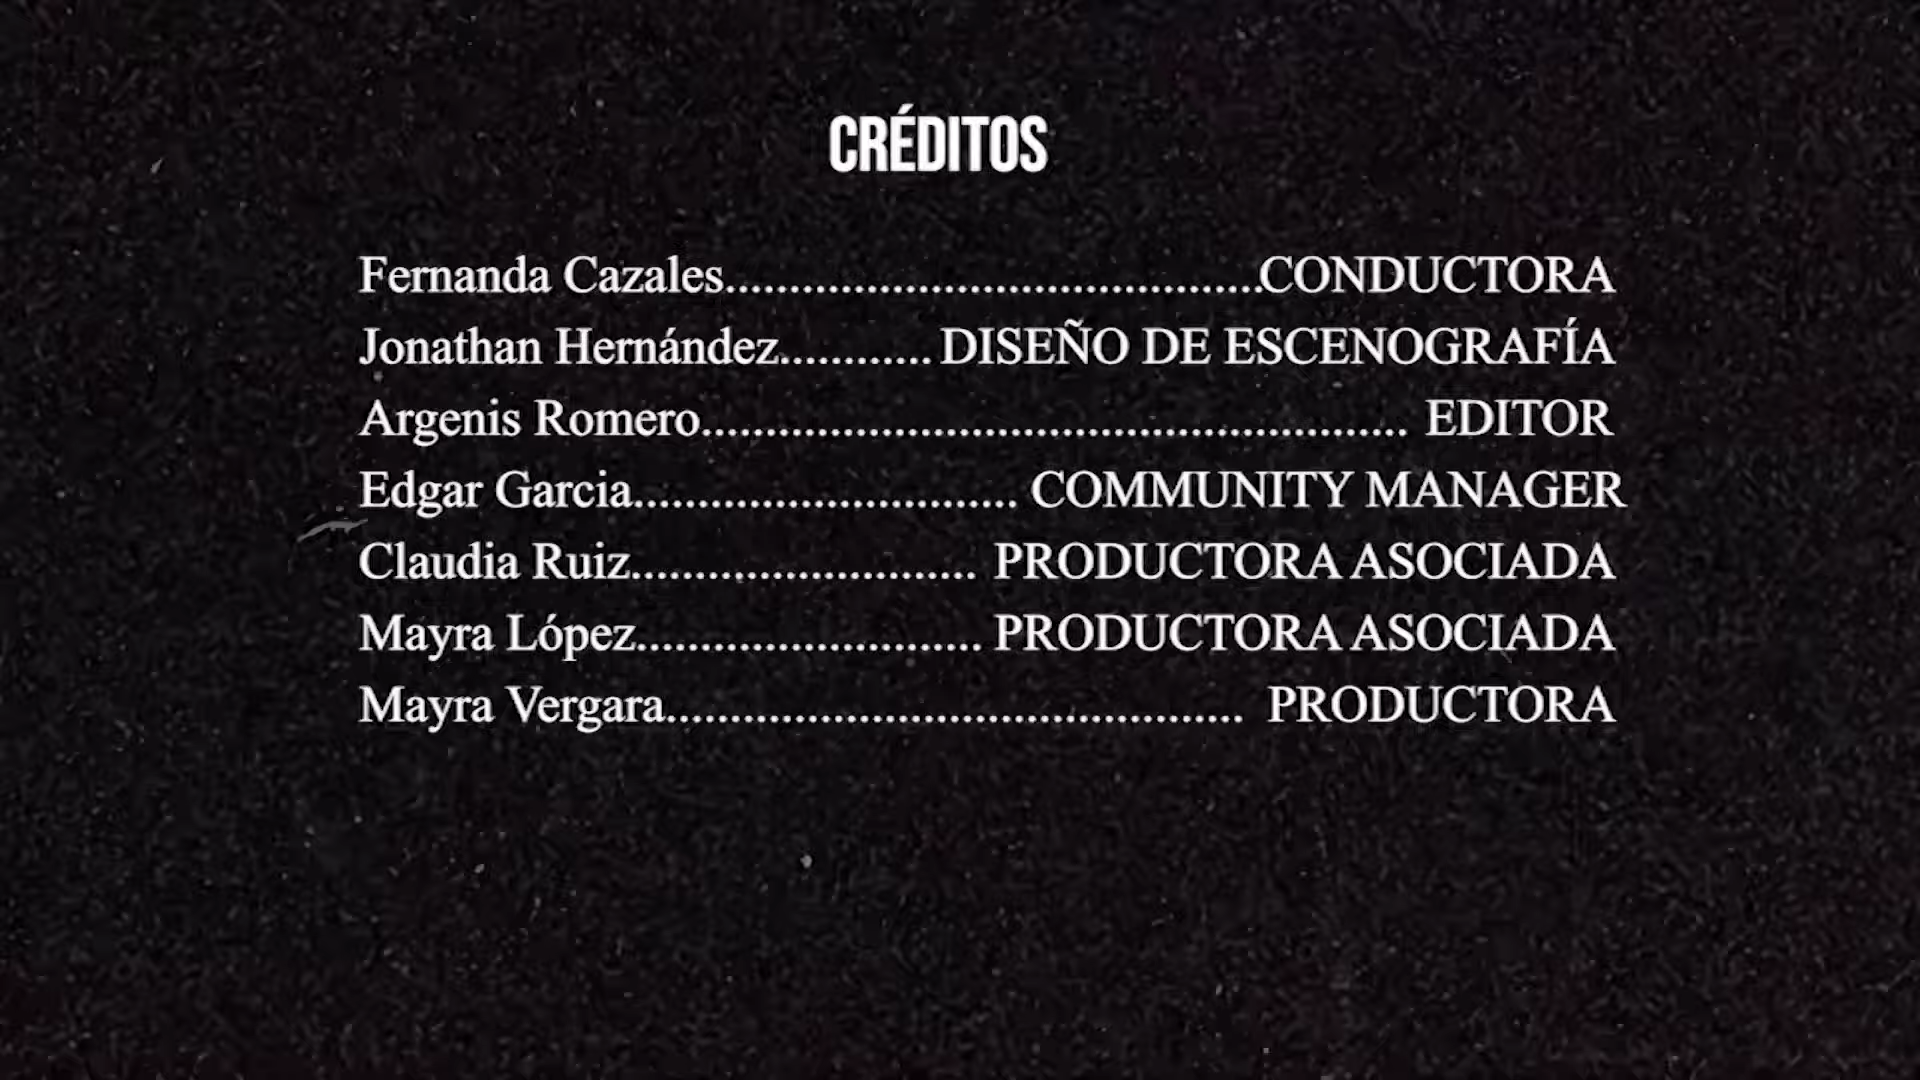 CRÉDITOS
Fernanda Cazales..........................................CONDUCTORA
Jonathan Hernández............ DISEÑO DE ESCENOGRAFÍA
Argenis Romero....................................................... EDITOR
Edgar Garcia.............................. COMMUNITY MANAGER
Claudia Ruiz........................... PRODUCTORA ASOCIADA
Mayra López........................... PRODUCTORA ASOCIADA
Mayra Vergara............................................. PRODUCTORA